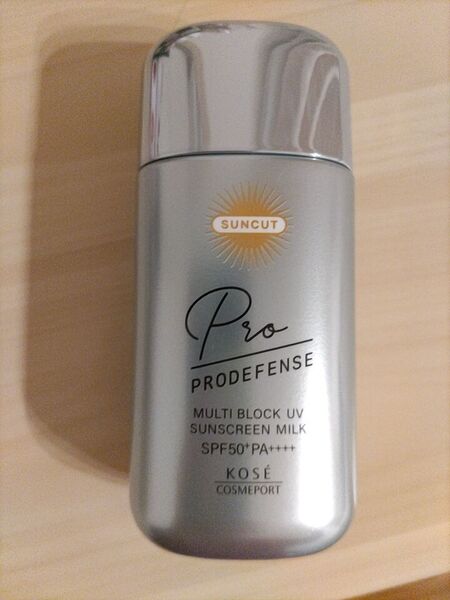 SUNCUT
Pro
PRODEFENSE
MULTI BLOCK UV
SUNSCREEN MILK
SPF50+PA++++
KOSÉ
COSMEPORT